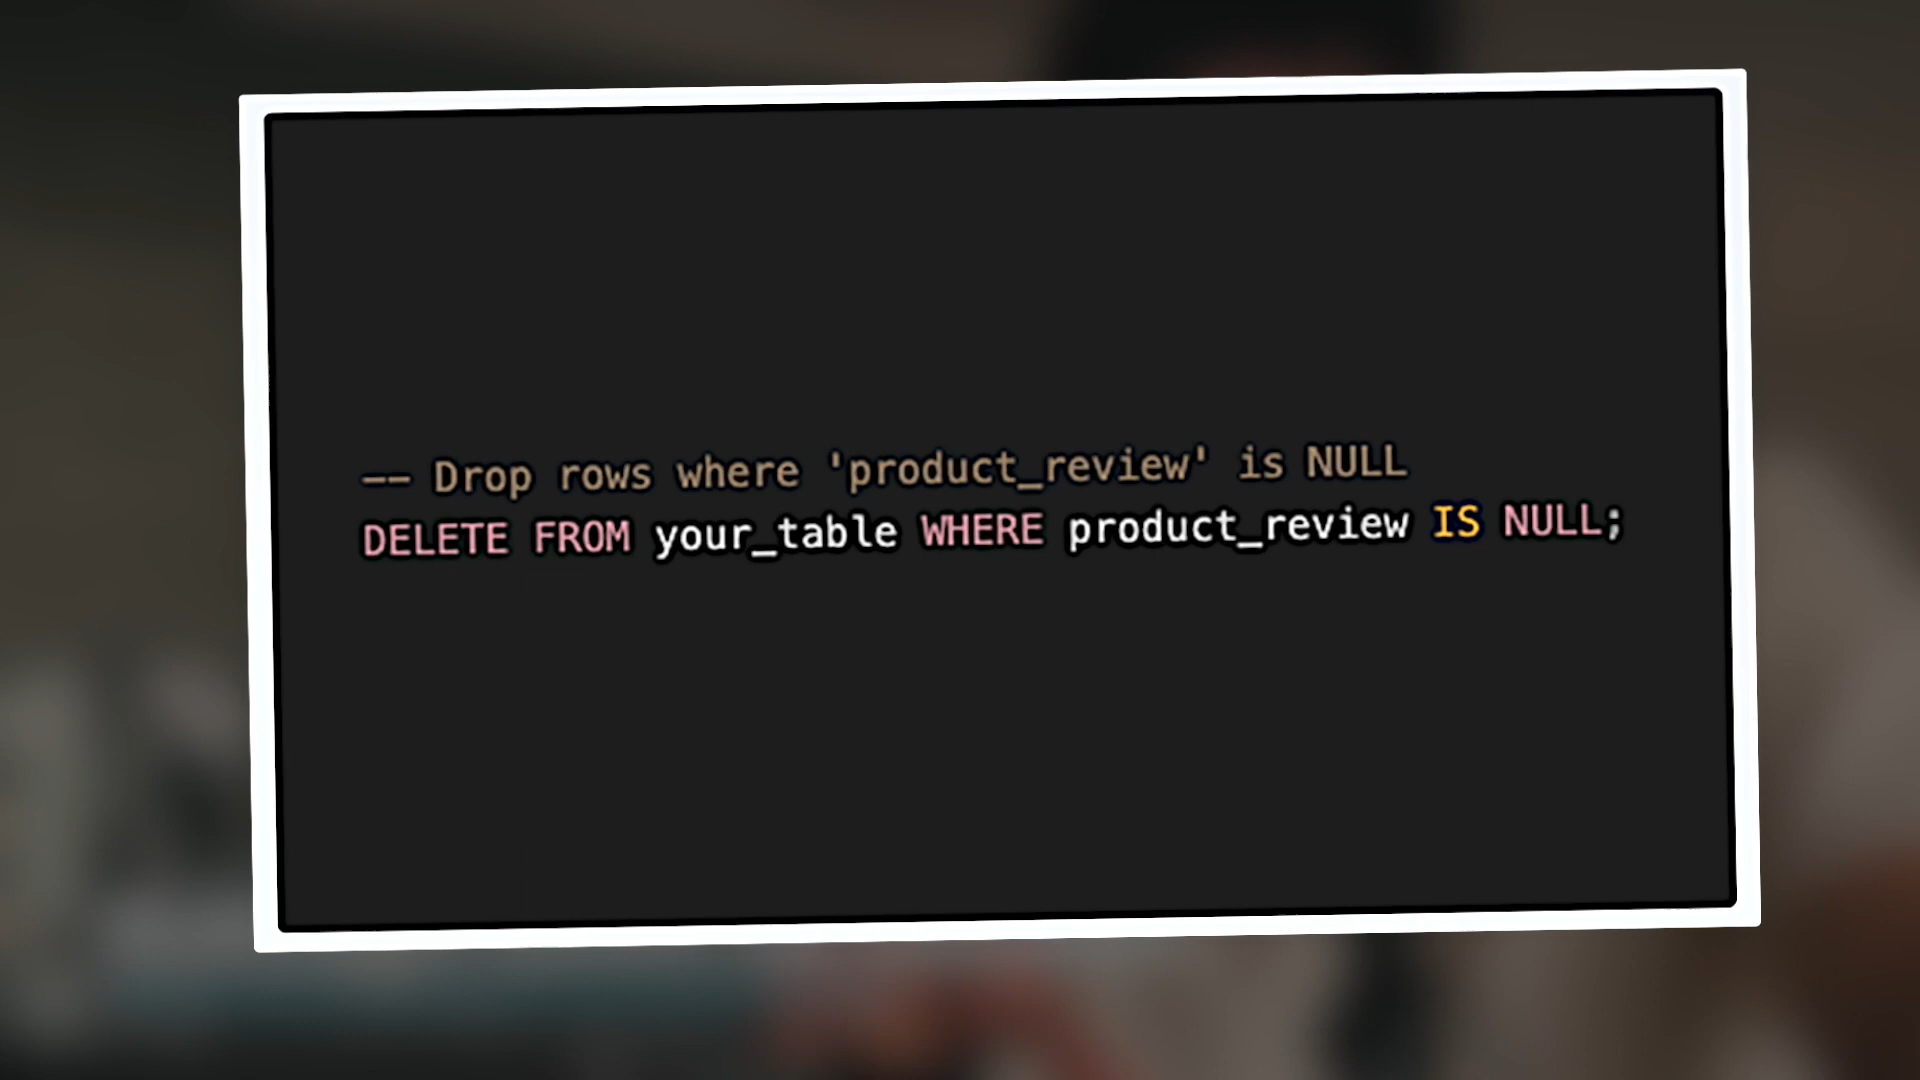 -- Drop rows where 'product_review' is NULL
DELETE FROM your_table WHERE product_review IS NULL;